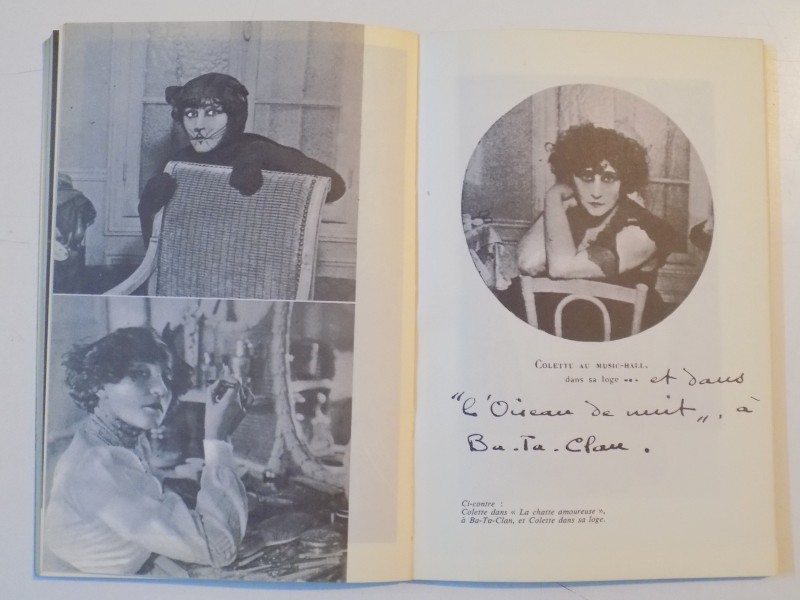 COLETTE AU MUSIC-HALL,
dans sa loge ... et dans
"l'Oiseau de nuit", à
Ba-Ta-Clan.
Ci-contre :
Colette dans « La chatte amoureuse »,
à Ba-Ta-Clan, et Colette dans sa loge.